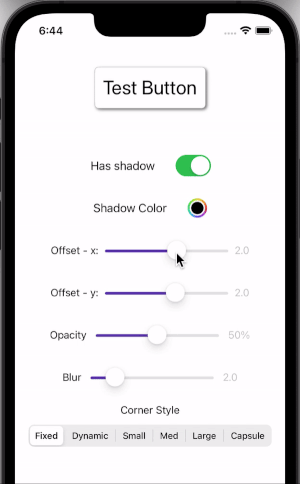 6:44
Test Button
Has shadow
Shadow Color
Offset - x: 2.0
Offset - y: 2.0
Opacity 50%
Blur 2.0
Corner Style
Fixed Dynamic Small Med Large Capsule